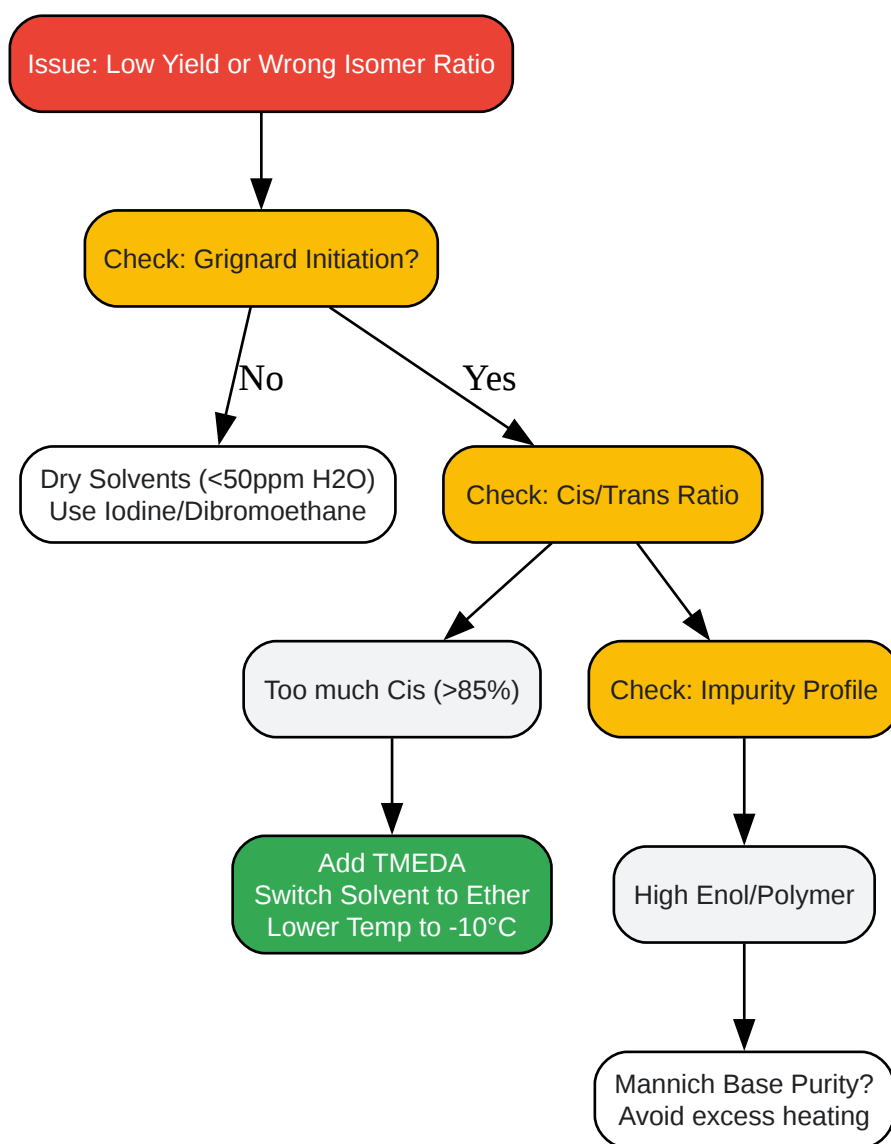 Issue: Low Yield or Wrong Isomer Ratio
Check: Grignard Initiation?
No
Yes
Dry Solvents (<50ppm H2O)
Use Iodine/Dibromoethane
Check: Cis/Trans Ratio
Too much Cis (>85%)
Check: Impurity Profile
Add TMEDA
Switch Solvent to Ether
Lower Temp to -10°C
High Enol/Polymer
Mannich Base Purity?
Avoid excess heating